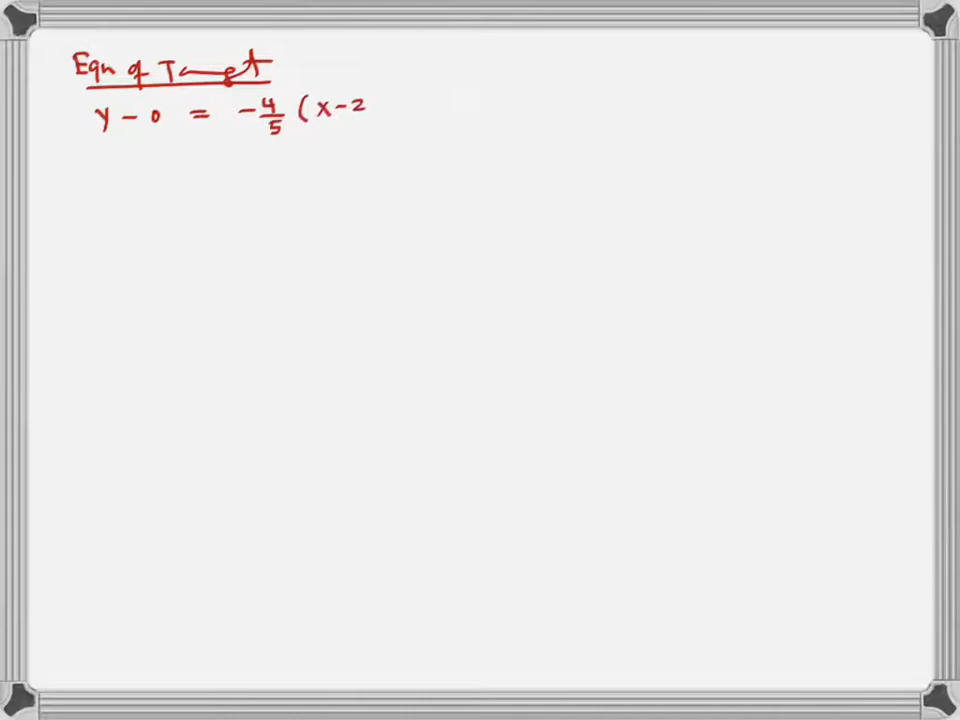 Eqn of Tangent
y - 0 = -4/5 (x - 2